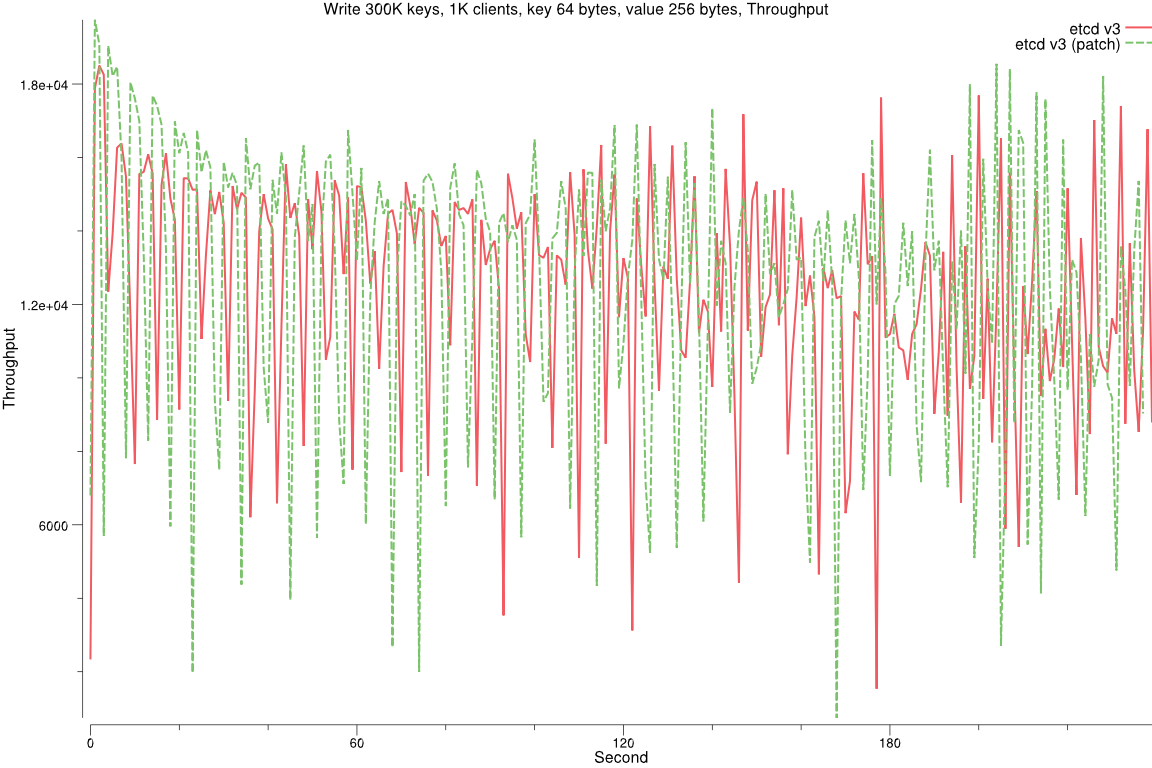 Write 300K keys, 1K clients, key 64 bytes, value 256 bytes, Throughput
etcd v3
etcd v3 (patch)
1.8e+04
1.2e+04
6000
Throughput
0
60
120
180
Second